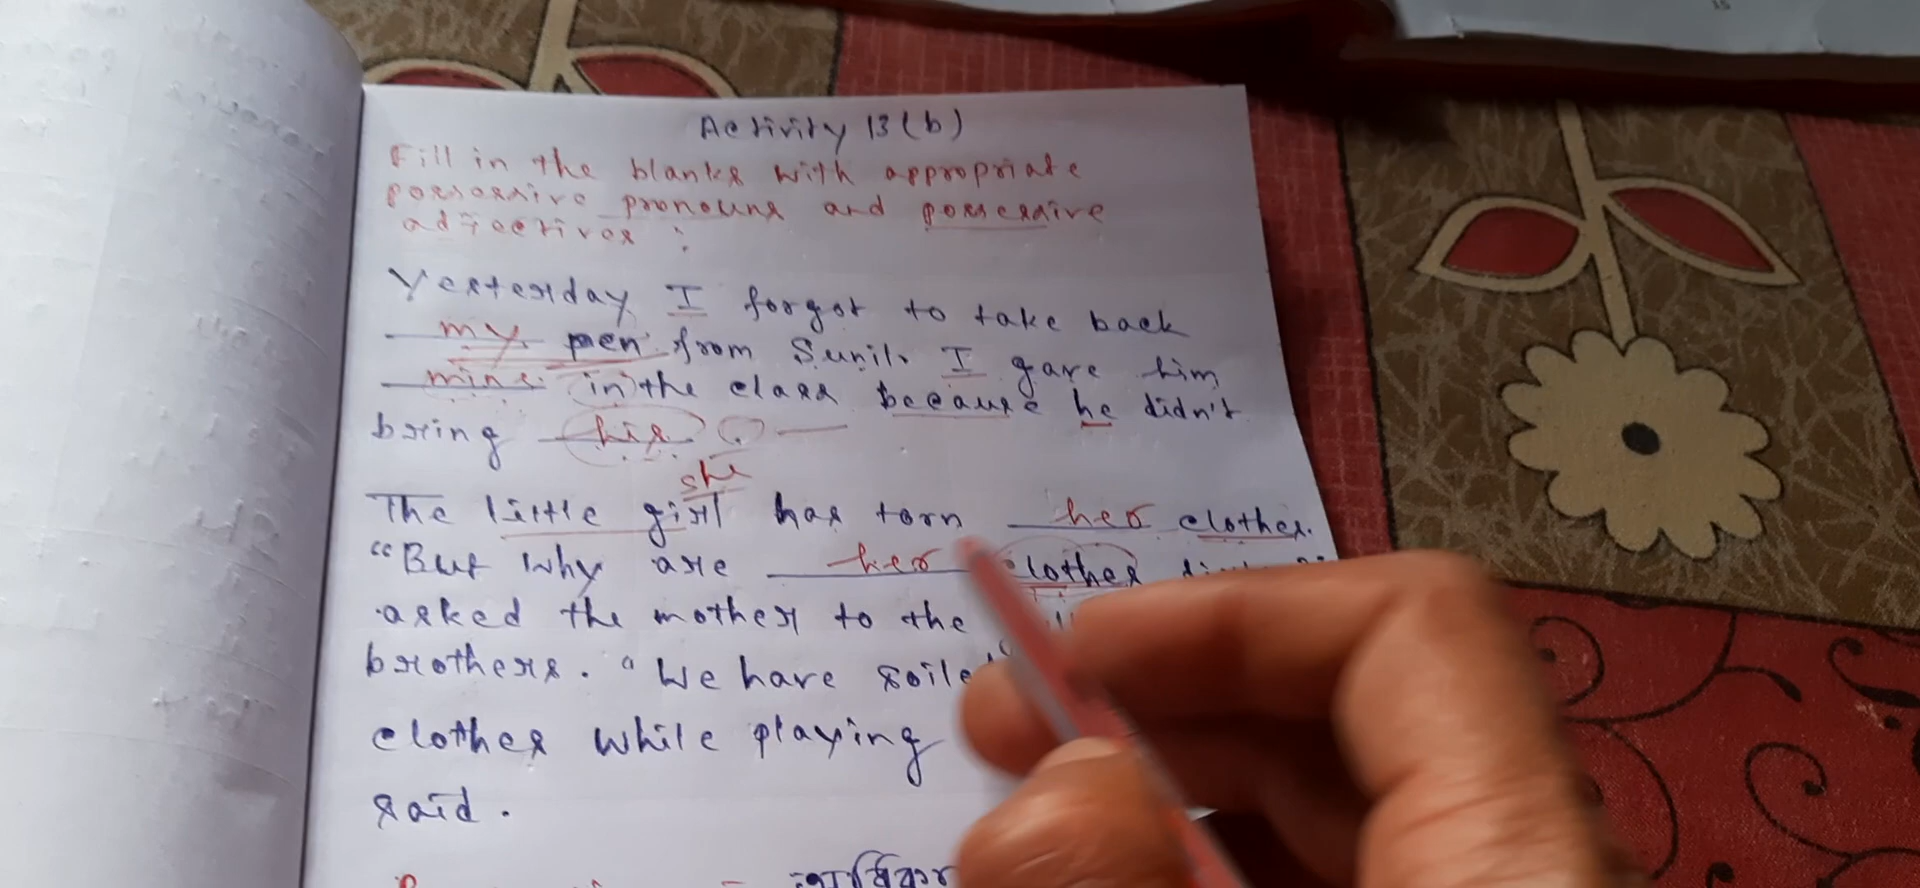 15
Activity 13(b)
Fill in the blanks with appropriate
possessive pronouns and possessive
adjectives :
Yesterday I forgot to take back
my pen from Sunil. I gave him
mine in the class because he didn't
bring his.
she
The little girl has torn her clothes.
"But why are her clothes
asked the mother to the
brothers. "We have soiled
clothes while playing
said.